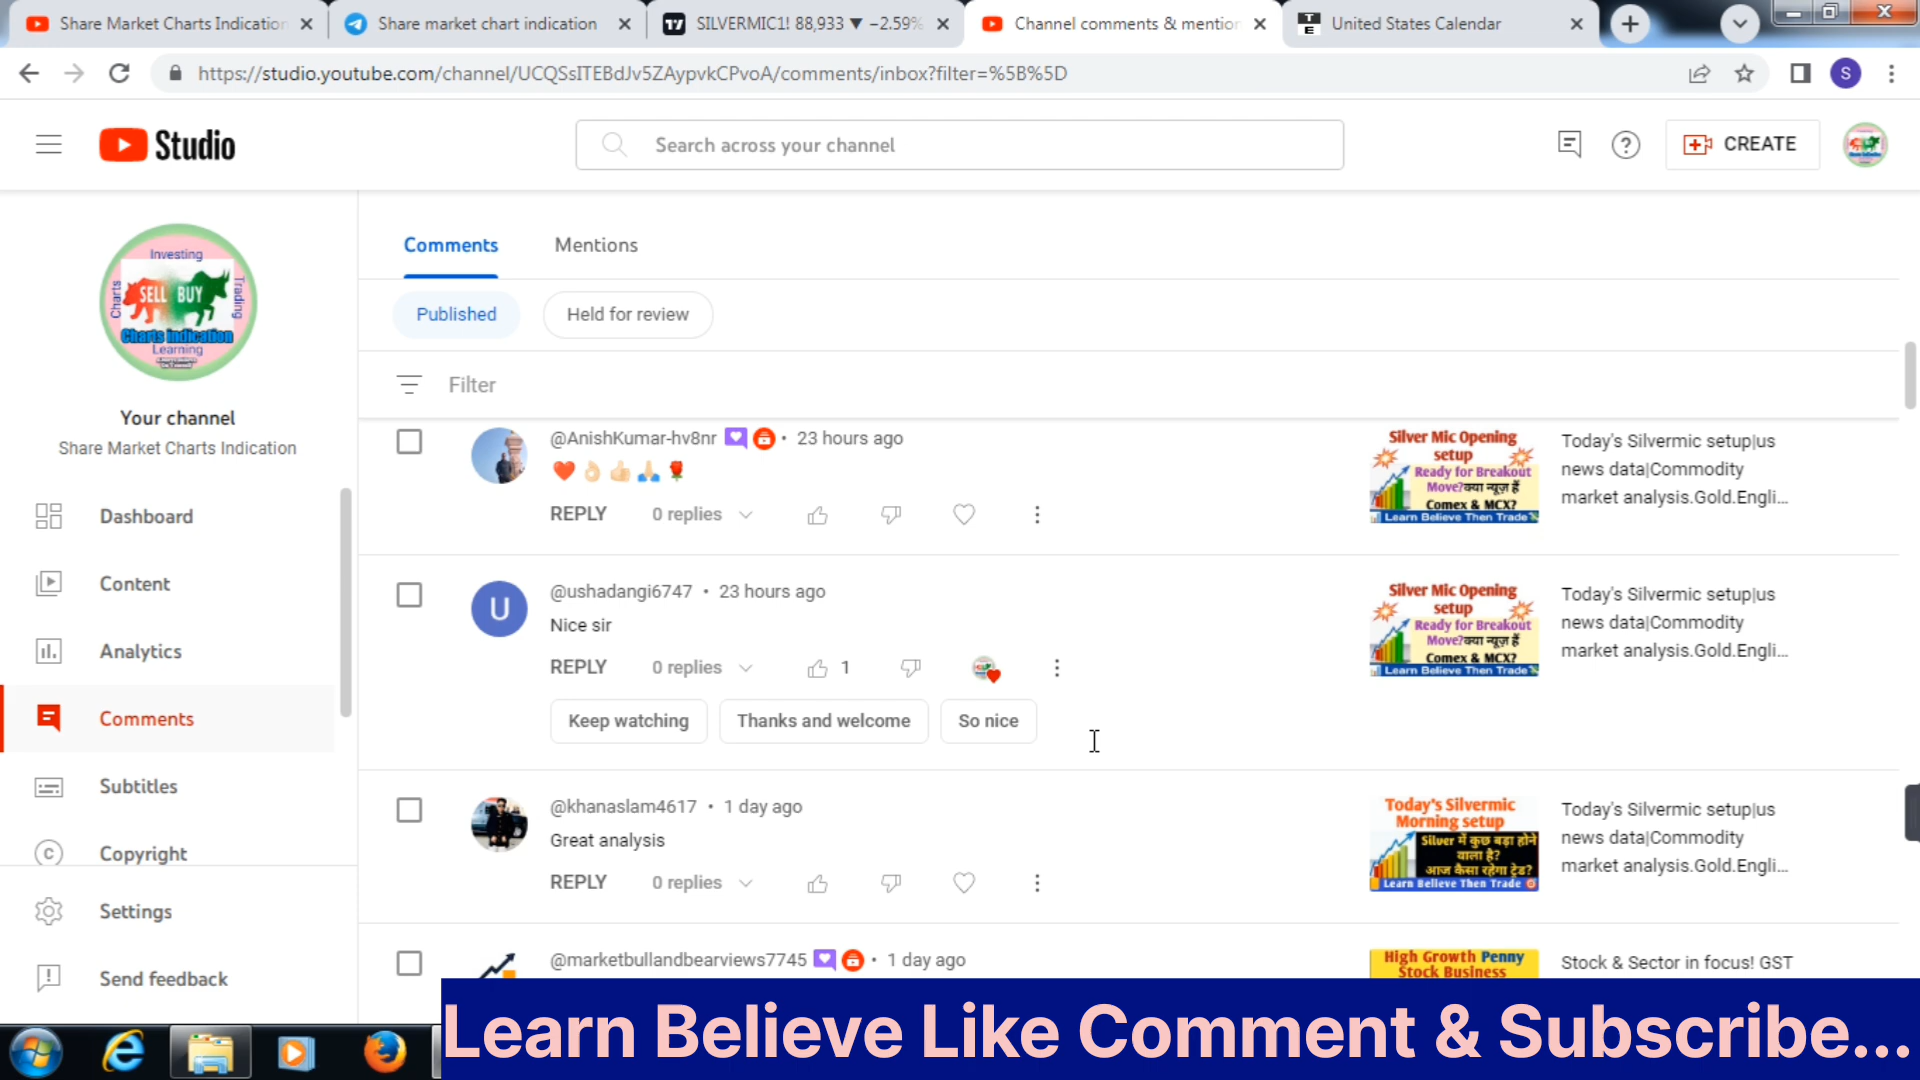 Share Market Charts Indication
Share market chart indication
SILVERMIC1! 88,933 ▼ −2.59%
Channel comments & mention
United States Calendar
https://studio.youtube.com/channel/UCQSsITEBdJv5ZAypvkCPvoA/comments/inbox?filter=%5B%5D
S
Studio
Search across your channel
CREATE
Investing
Charts
SELL BUY
Trading
Charts indication
Learning
Your channel
Share Market Charts Indication
Dashboard
Content
Analytics
Comments
Subtitles
Copyright
Settings
Send feedback
Comments
Mentions
Published
Held for review
Filter
@AnishKumar-hv8nr • 23 hours ago
❤️👌🏻👍🏻🙏🏻🌹
REPLY 0 replies
Silver Mic Opening
setup
Ready for Breakout
Move?क्या न्यूज़ हैं
Comex & MCX?
Learn Believe Then Trade
Today's Silvermic setup|us
news data|Commodity
market analysis.Gold.Engli...
U
@ushadangi6747 • 23 hours ago
Nice sir
REPLY 0 replies 1
Keep watching
Thanks and welcome
So nice
Silver Mic Opening
setup
Ready for Breakout
Move?क्या न्यूज़ हैं
Comex & MCX?
Learn Believe Then Trade
Today's Silvermic setup|us
news data|Commodity
market analysis.Gold.Engli...
@khanaslam4617 • 1 day ago
Great analysis
REPLY 0 replies
Today's Silvermic
Morning setup
Silver में कुछ बड़ा होने
वाला है?
आज कैसा रहेगा ट्रेड?
Learn Believe Then Trade
Today's Silvermic setup|us
news data|Commodity
market analysis.Gold.Engli...
@marketbullandbearviews7745 • 1 day ago
High Growth Penny
Stock Business
Stock & Sector in focus! GST
Learn Believe Like Comment & Subscribe...